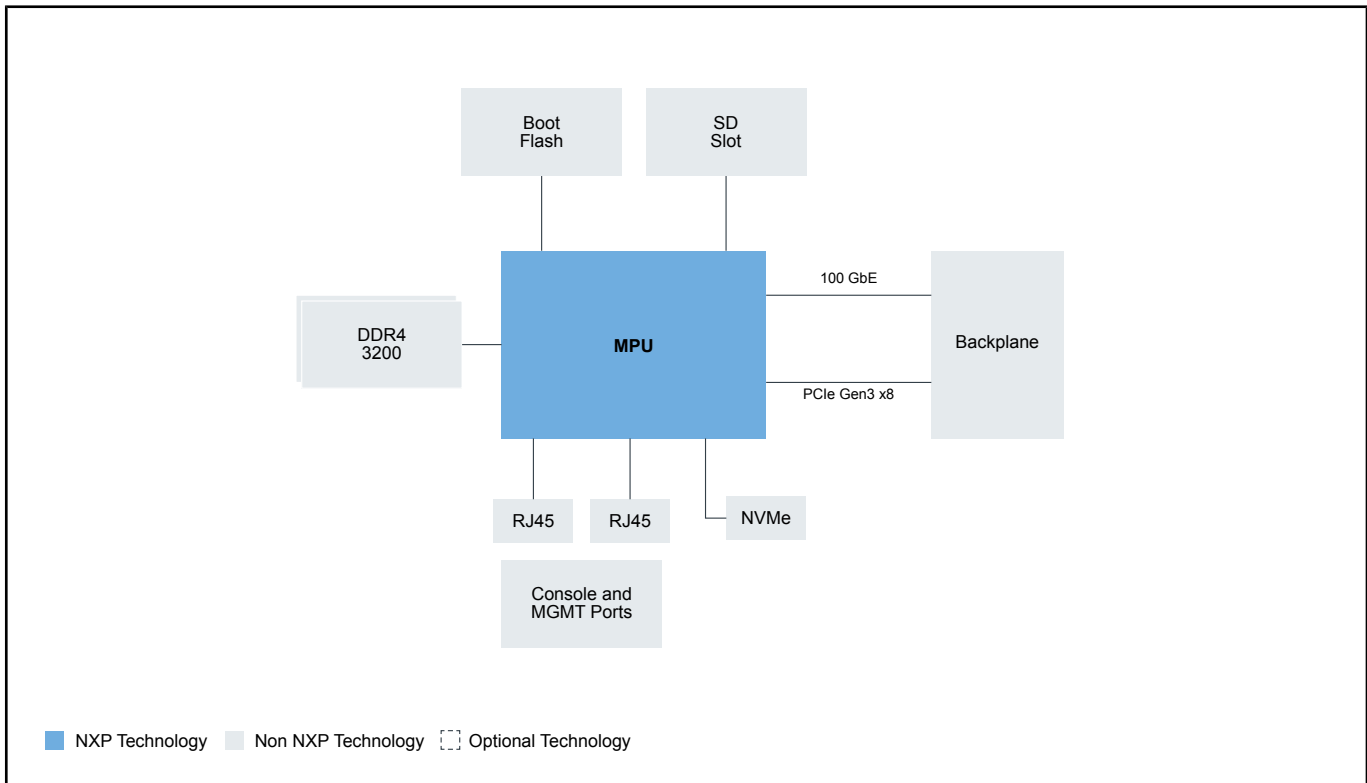 Boot
Flash
SD
Slot
100 GbE
DDR4
3200
MPU
Backplane
PCIe Gen3 x8
RJ45
RJ45
NVMe
Console and
MGMT Ports
NXP Technology
Non NXP Technology
Optional Technology